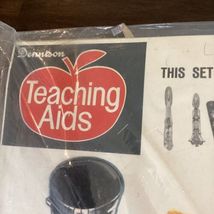 Dennison
Teaching
Aids
THIS SET